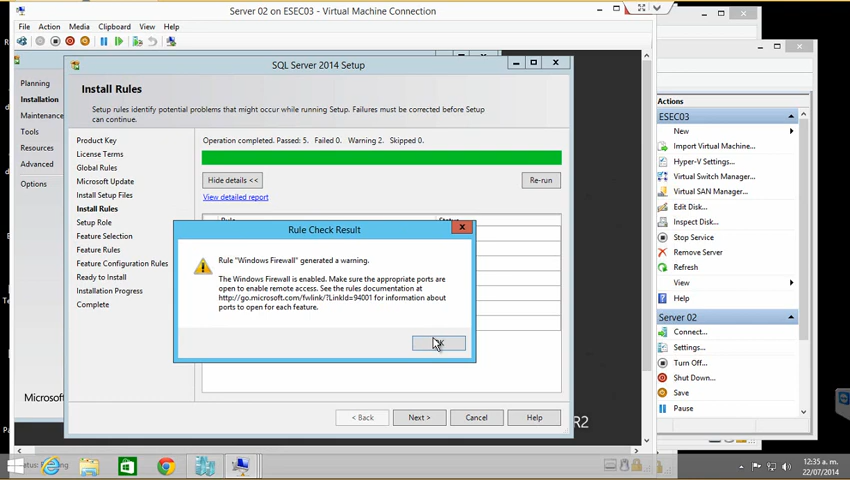 Server 02 on ESEC03 - Virtual Machine Connection
File Action Media Clipboard View Help
SQL Server 2014 Setup
Install Rules
Setup rules identify potential problems that might occur while running Setup. Failures must be corrected before Setup
can continue.
Planning
Installation
Maintenance
Tools
Resources
Advanced
Options
Product Key
License Terms
Global Rules
Microsoft Update
Install Setup Files
Install Rules
Setup Role
Feature Selection
Feature Rules
Feature Configuration Rules
Ready to Install
Installation Progress
Complete
Operation completed. Passed: 5. Failed 0. Warning 2. Skipped 0.
Hide details <<
Re-run
View detailed report
Rule
Status
Rule Check Result
Rule "Windows Firewall" generated a warning.
The Windows Firewall is enabled. Make sure the appropriate ports are
open to enable remote access. See the rules documentation at
http://go.microsoft.com/fwlink/?LinkId=94001 for information about
ports to open for each feature.
< Back
Next >
Cancel
Help
Microsof
R2
Actions
ESEC03
New
Import Virtual Machine...
Hyper-V Settings...
Virtual Switch Manager...
Virtual SAN Manager...
Edit Disk...
Inspect Disk...
Stop Service
Remove Server
Refresh
View
Help
Server 02
Connect...
Settings...
Turn Off...
Shut Down...
Save
Pause
12:35 a. m.
22/07/2014